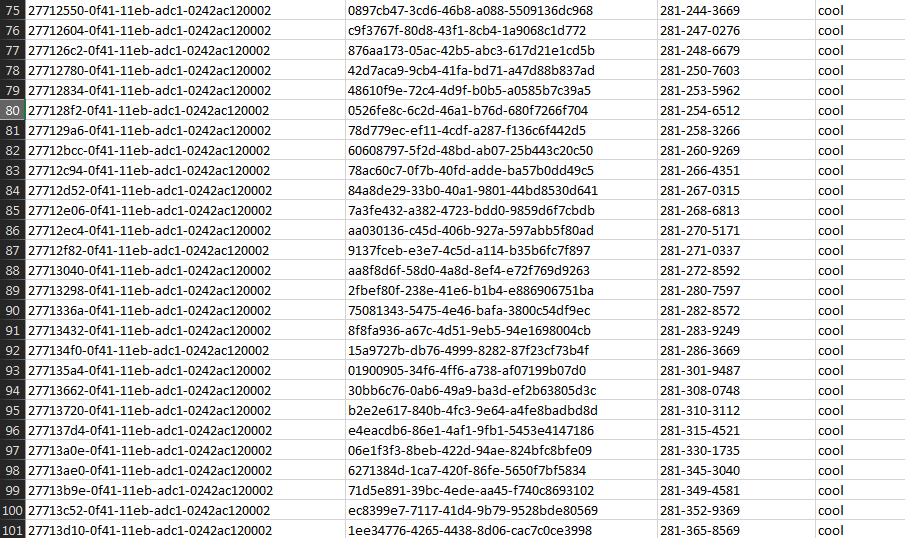 75 27712550-0f41-11eb-adc1-0242ac120002 0897cb47-3cd6-46b8-a088-5509136dc968 281-244-3669 cool
76 27712604-0f41-11eb-adc1-0242ac120002 c9f3767f-80d8-43f1-8cb4-1a9068c1d772 281-247-0276 cool
77 277126c2-0f41-11eb-adc1-0242ac120002 876aa173-05ac-42b5-abc3-617d21e1cd5b 281-248-6679 cool
78 27712780-0f41-11eb-adc1-0242ac120002 42d7aca9-9cb4-41fa-bd71-a47d88b837ad 281-250-7603 cool
79 27712834-0f41-11eb-adc1-0242ac120002 48610f9e-72c4-4d9f-b0b5-a0585b7c39a5 281-253-5962 cool
80 277128f2-0f41-11eb-adc1-0242ac120002 0526fe8c-6c2d-46a1-b76d-680f7266f704 281-254-6512 cool
81 277129a6-0f41-11eb-adc1-0242ac120002 78d779ec-ef11-4cdf-a287-f136c6f442d5 281-258-3266 cool
82 27712bcc-0f41-11eb-adc1-0242ac120002 60608797-5f2d-48bd-ab07-25b443c20c50 281-260-9269 cool
83 27712c94-0f41-11eb-adc1-0242ac120002 78ac60c7-0f7b-40fd-adde-ba57b0dd49c5 281-266-4351 cool
84 27712d52-0f41-11eb-adc1-0242ac120002 84a8de29-33b0-40a1-9801-44bd8530d641 281-267-0315 cool
85 27712e06-0f41-11eb-adc1-0242ac120002 7a3fe432-a382-4723-bdd0-9859d6f7cbdb 281-268-6813 cool
86 27712ec4-0f41-11eb-adc1-0242ac120002 aa030136-c45d-406b-927a-597abb5f80ad 281-270-5171 cool
87 27712f82-0f41-11eb-adc1-0242ac120002 9137fceb-e3e7-4c5d-a114-b35b6fc7f897 281-271-0337 cool
88 27713040-0f41-11eb-adc1-0242ac120002 aa8f8d6f-58d0-4a8d-8ef4-e72f769d9263 281-272-8592 cool
89 27713298-0f41-11eb-adc1-0242ac120002 2fbef80f-238e-41e6-b1b4-e886906751ba 281-280-7597 cool
90 2771336a-0f41-11eb-adc1-0242ac120002 75081343-5475-4e46-bafa-3800c54df9ec 281-282-8572 cool
91 27713432-0f41-11eb-adc1-0242ac120002 8f8fa936-a67c-4d51-9eb5-94e1698004cb 281-283-9249 cool
92 277134f0-0f41-11eb-adc1-0242ac120002 15a9727b-db76-4999-8282-87f23cf73b4f 281-286-3669 cool
93 277135a4-0f41-11eb-adc1-0242ac120002 01900905-34f6-4ff6-a738-af07199b07d0 281-301-9487 cool
94 27713662-0f41-11eb-adc1-0242ac120002 30bb6c76-0ab6-49a9-ba3d-ef2b63805d3c 281-308-0748 cool
95 27713720-0f41-11eb-adc1-0242ac120002 b2e2e617-840b-4fc3-9e64-a4fe8badbd8d 281-310-3112 cool
96 277137d4-0f41-11eb-adc1-0242ac120002 e4eacdb6-86e1-4af1-9fb1-5453e4147186 281-315-4521 cool
97 27713a0e-0f41-11eb-adc1-0242ac120002 06e1f3f3-8beb-422d-94ae-824bfc8bfe09 281-330-1735 cool
98 27713ae0-0f41-11eb-adc1-0242ac120002 6271384d-1ca7-420f-86fe-5650f7bf5834 281-345-3040 cool
99 27713b9e-0f41-11eb-adc1-0242ac120002 71d5e891-39bc-4ede-aa45-f740c8693102 281-349-4581 cool
100 27713c52-0f41-11eb-adc1-0242ac120002 ec8399e7-7117-41d4-9b79-9528bde80569 281-352-9369 cool
101 27713d10-0f41-11eb-adc1-0242ac120002 1ee34776-4265-4438-8d06-cac7c0ce3998 281-365-8569 cool